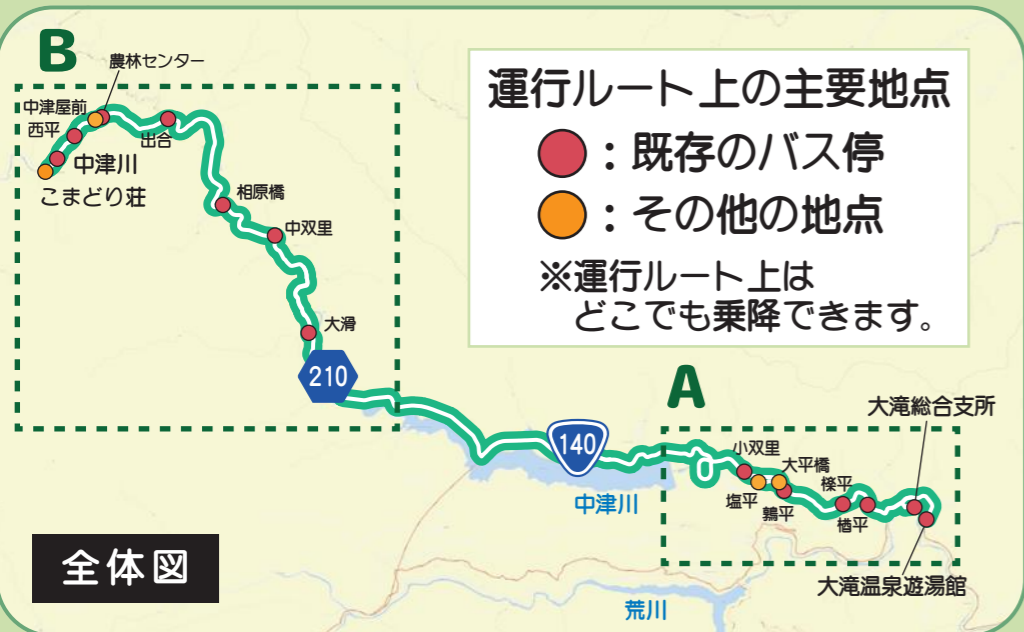 B
農林センター
中津屋前
西平
出合
中津川
こまどり荘
相原橋
中双里
大滑
210
運行ルート上の主要地点
：既存のバス停
：その他の地点
※運行ルート上は
どこでも乗降できます。
A
大滝総合支所
140
小双里
大平橋
塩平
鶉平
楢平
大滝温泉遊湯館
中津川
荒川
全体図